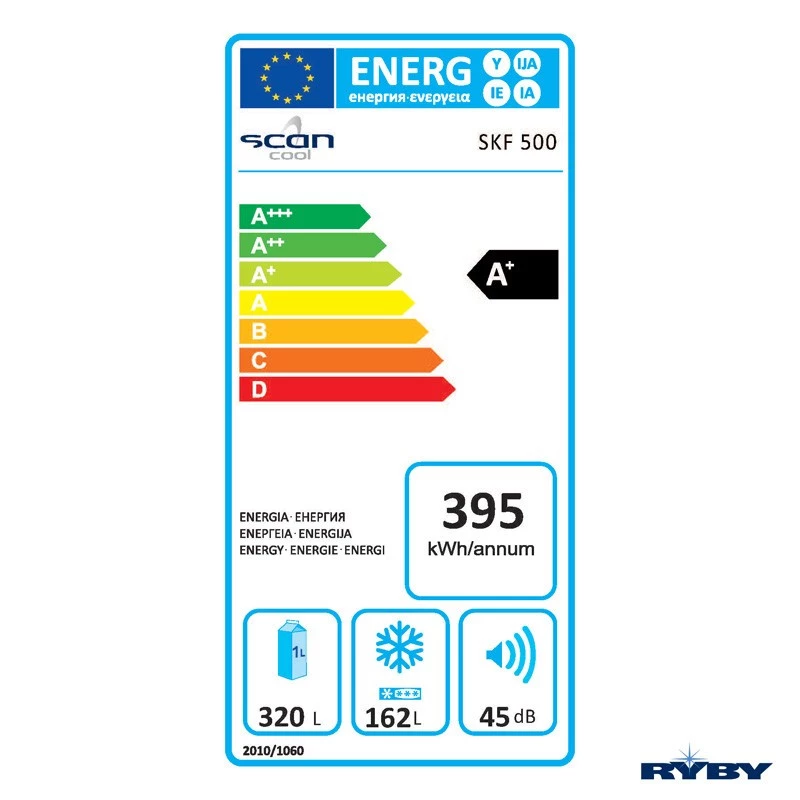 ENERG Y IJA
енергия·ενεργεια IE IA
scan
cool
SKF 500
A+++
A++
A+
A
B
C
D
A+
ENERGIA·ЕНЕРГИЯ
ΕΝΕΡΓΕΙΑ·ENERGIJA
ENERGY·ENERGIE·ENERGI
395
kWh/annum
1L
320 L
162 L
45 dB
2010/1060
RYBY